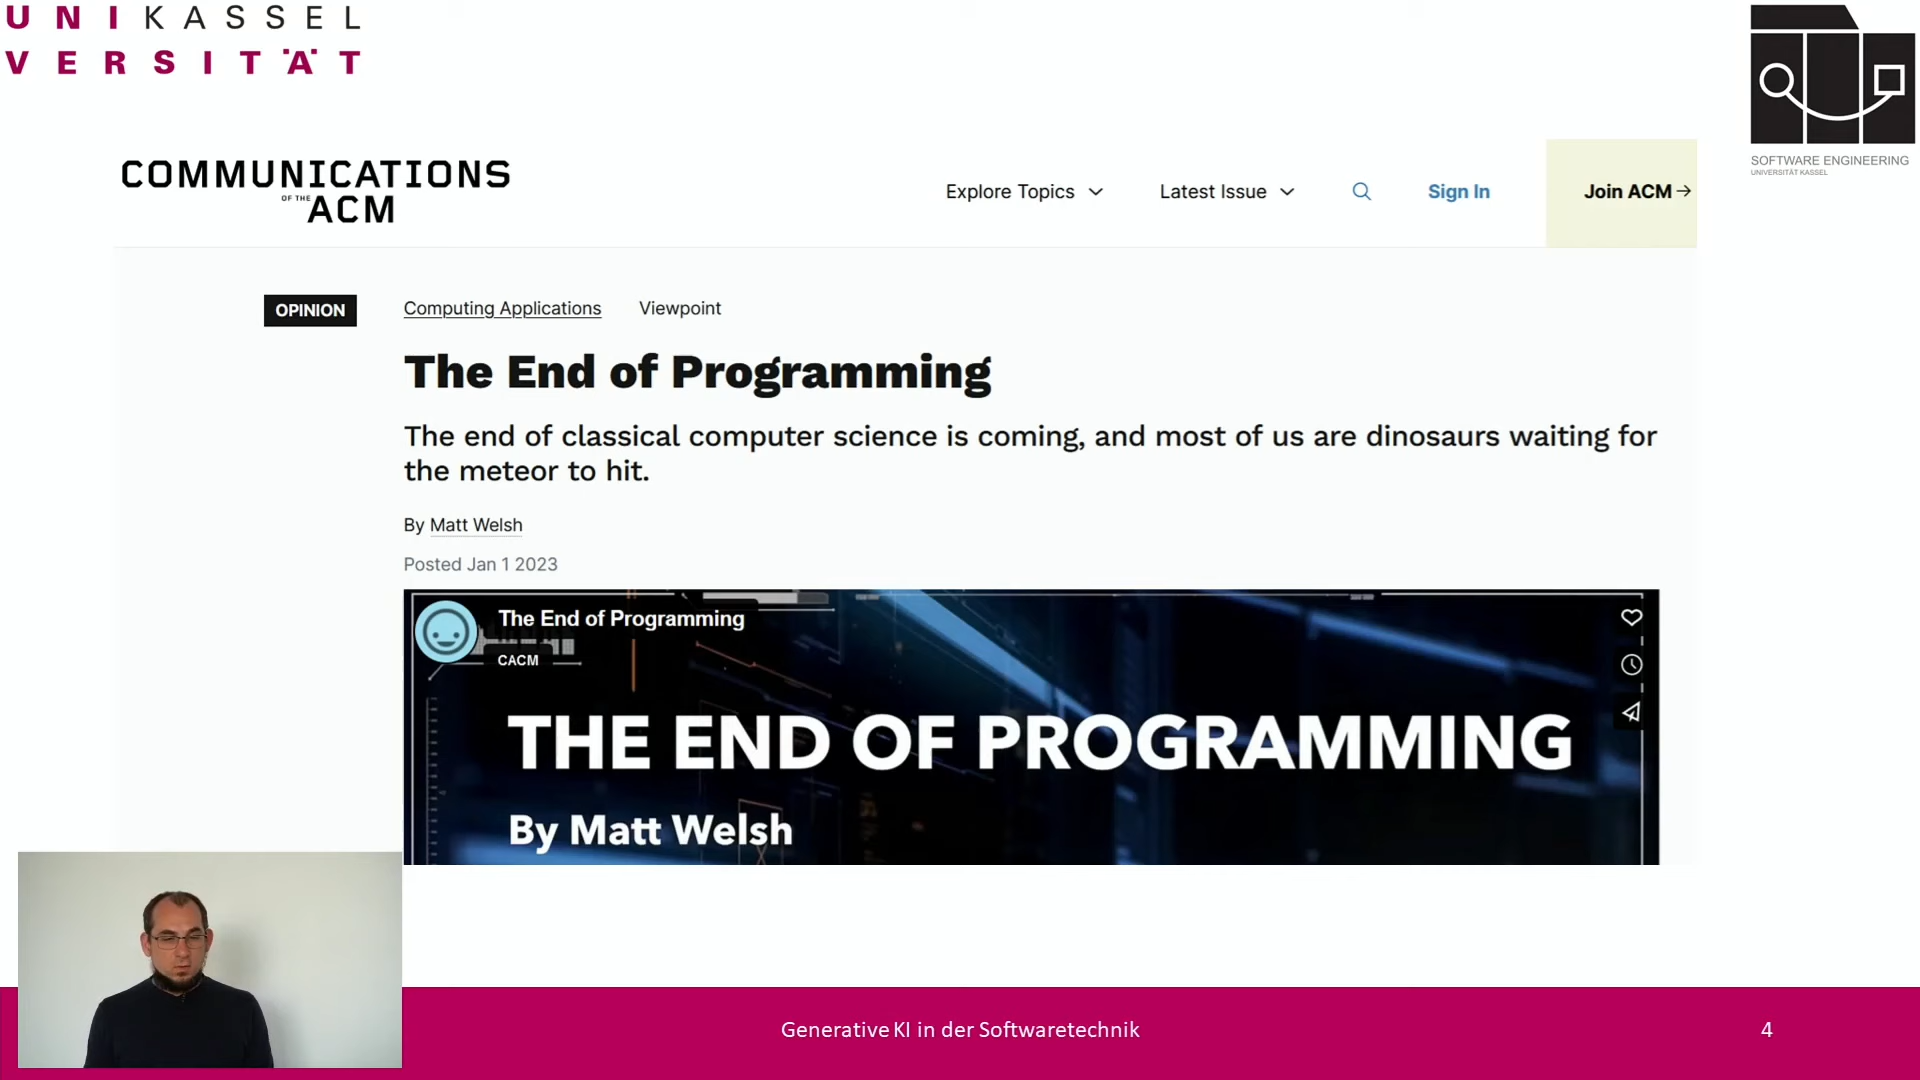 UNIKASSEL
VERSITÄT
SOFTWARE ENGINEERING
UNIVERSITÄT KASSEL
COMMUNICATIONS
OF THE ACM
Explore Topics
Latest Issue
Sign In
Join ACM →
OPINION
Computing Applications
Viewpoint
The End of Programming
The end of classical computer science is coming, and most of us are dinosaurs waiting for
the meteor to hit.
By Matt Welsh
Posted Jan 1 2023
The End of Programming
CACM
THE END OF PROGRAMMING
By Matt Welsh
Generative KI in der Softwaretechnik
4